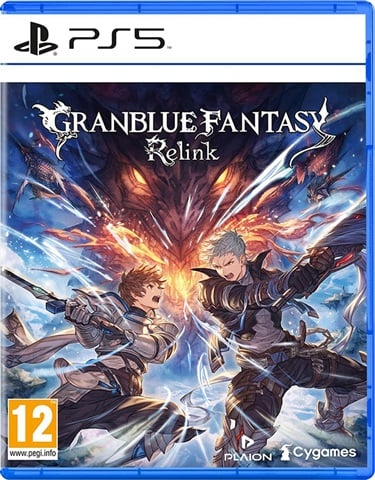 PS5
GRANBLUE FANTASY
Relink
12
www.pegi.info
PLAION
Cygames